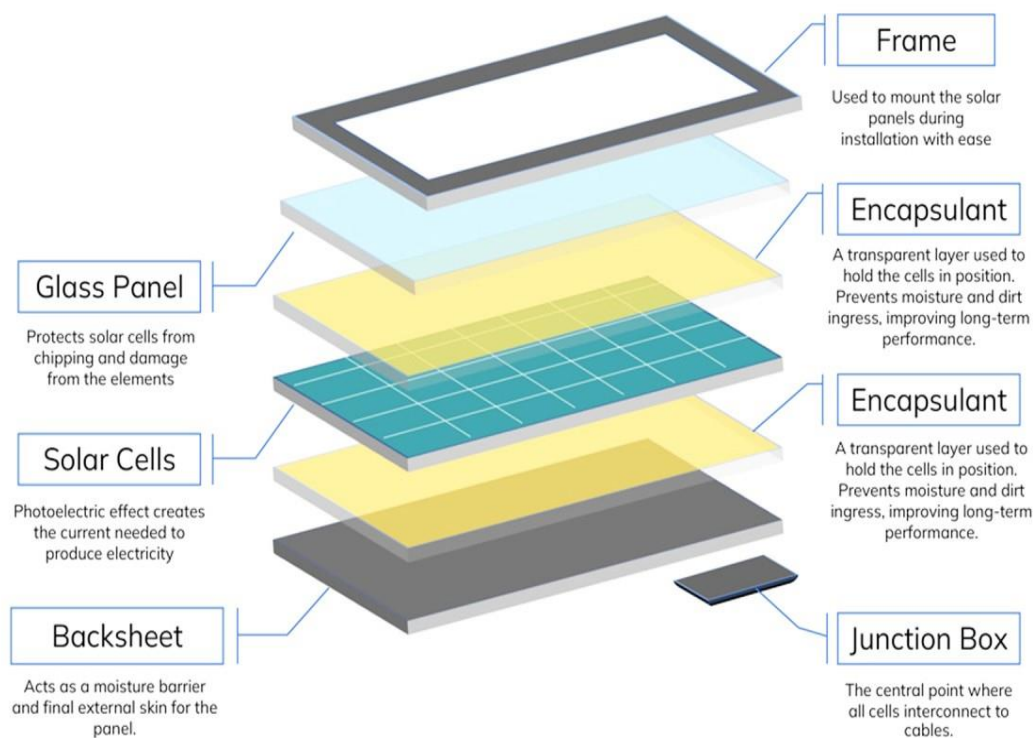 Frame
Used to mount the solar
panels during
installation with ease
Glass Panel
Protects solar cells from
chipping and damage
from the elements
Encapsulant
A transparent layer used to
hold the cells in position.
Prevents moisture and dirt
ingress, improving long-term
performance.
Solar Cells
Photoelectric effect creates
the current needed to
produce electricity
Encapsulant
A transparent layer used to
hold the cells in position.
Prevents moisture and dirt
ingress, improving long-term
performance.
Backsheet
Acts as a moisture barrier
and final external skin for the
panel.
Junction Box
The central point where
all cells interconnect to
cables.